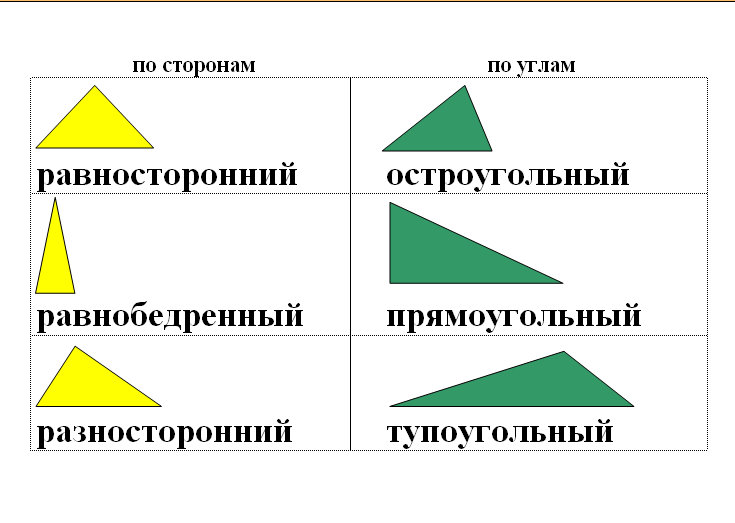 по сторонам
по углам
равносторонний
остроугольный
равнобедренный
прямоугольный
разносторонний
тупоугольный